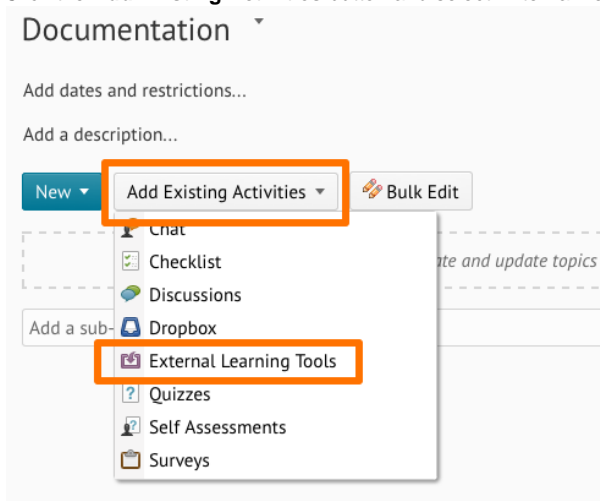 Documentation
Add dates and restrictions...
Add a description...
New Add Existing Activities Bulk Edit
Chat
Checklist
and update topics
Discussions
Add a sub-
Dropbox
External Learning Tools
Quizzes
Self Assessments
Surveys